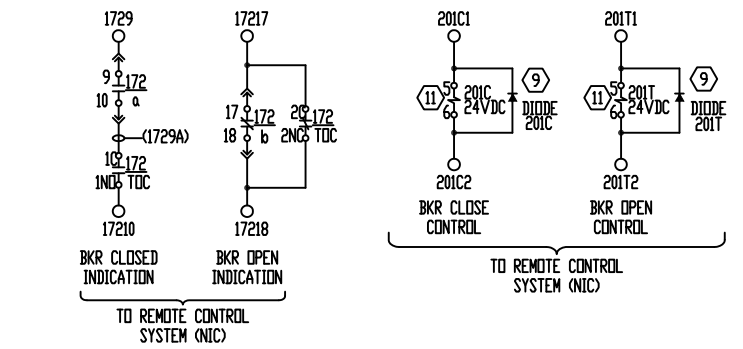 1729
17217
201C1
201T1
9
172
10
a
(1729A)
1C
172
1NO
TOC
17210
17
172
18
b
2C
172
2NC
TOC
17218
9
11
5
201C
24VDC
6
DIODE
201C
201C2
9
11
5
201T
24VDC
6
DIODE
201T
201T2
BKR CLOSED
INDICATION
BKR OPEN
INDICATION
TO REMOTE CONTROL
SYSTEM (NIC)
BKR CLOSE
CONTROL
BKR OPEN
CONTROL
TO REMOTE CONTROL
SYSTEM (NIC)